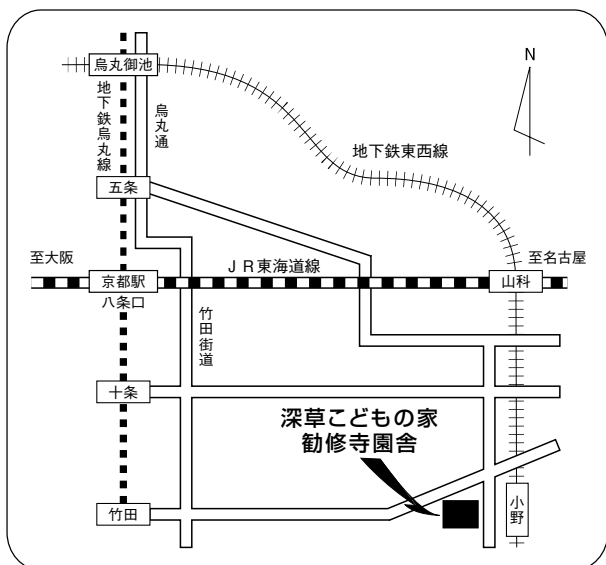 烏丸御池
N
地下鉄烏丸線
烏丸通
地下鉄東西線
五条
至大阪
JR東海道線
至名古屋
京都駅
山科
八条口
竹田街道
十条
深草こどもの家
勧修寺園舎
竹田
小野